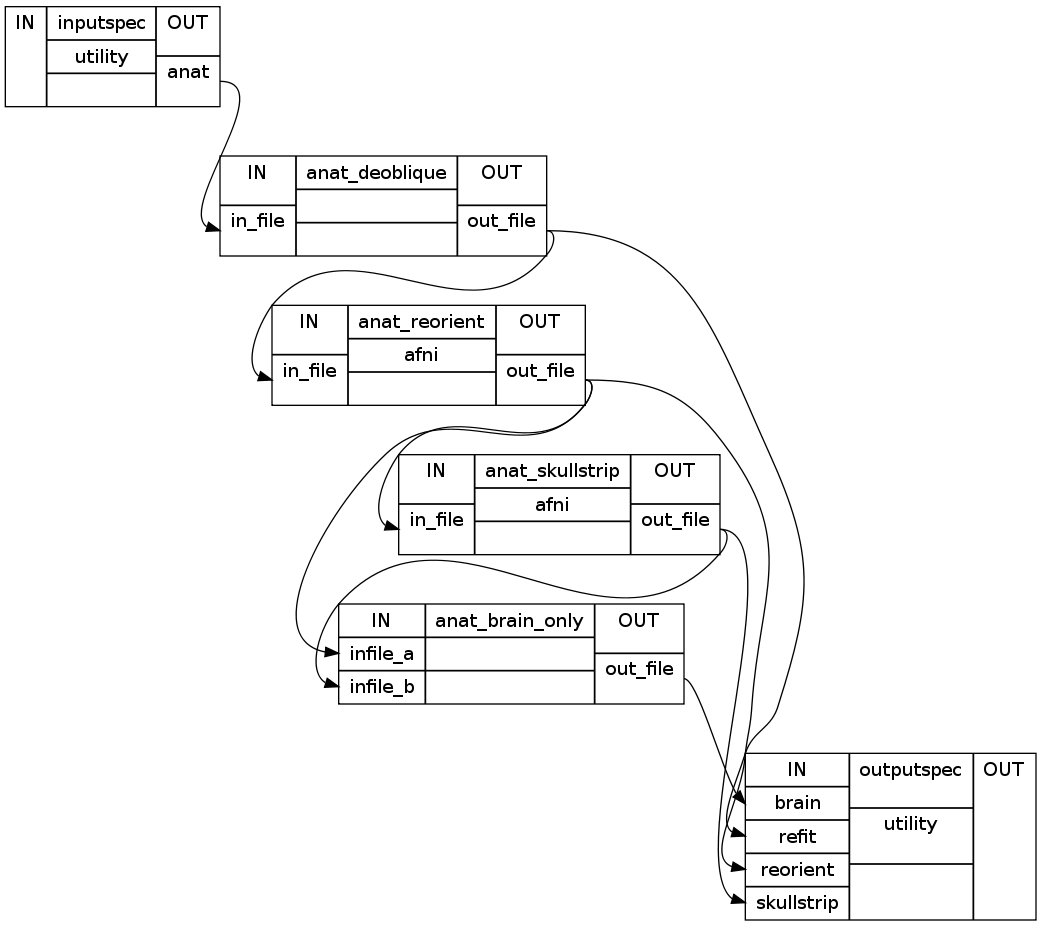 IN inputspec OUT
utility
anat
IN anat_deoblique OUT
in_file out_file
IN anat_reorient OUT
afni
in_file out_file
IN anat_skullstrip OUT
afni
in_file out_file
IN anat_brain_only OUT
infile_a
out_file
infile_b
IN outputspec OUT
brain
utility
refit
reorient
skullstrip